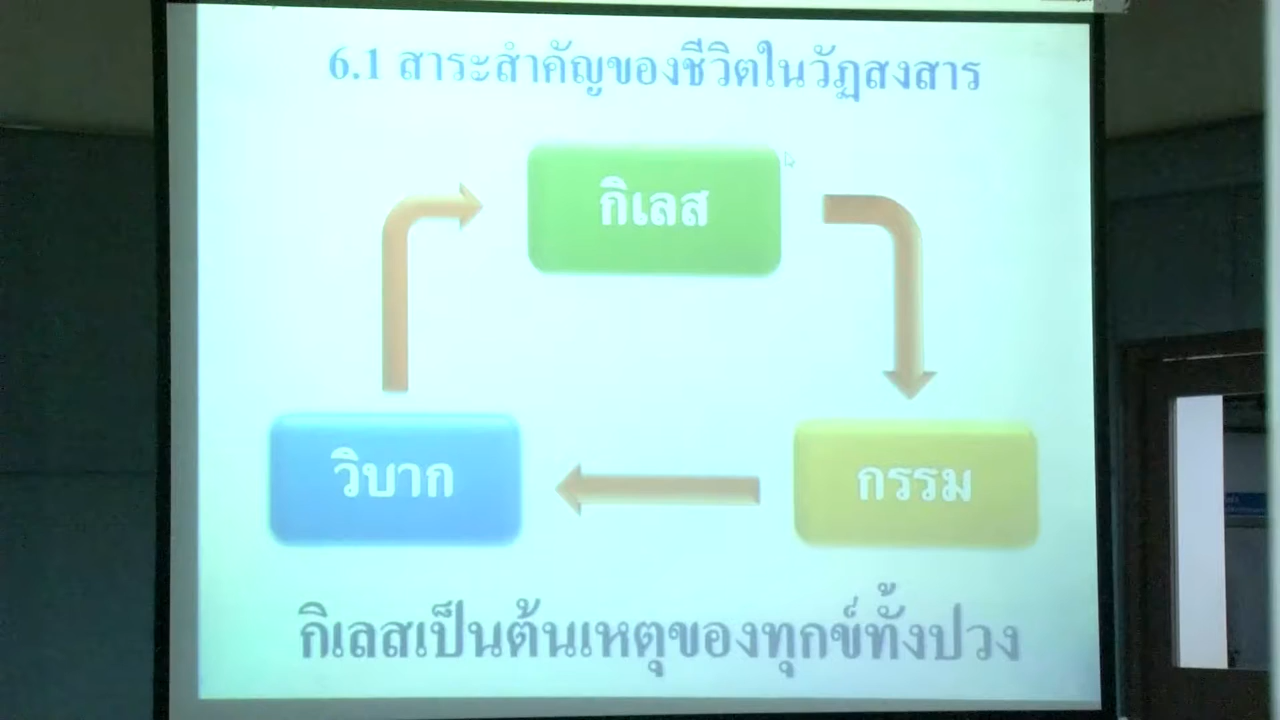 6.1 สาระสำคัญของชีวิตในวัฏสงสาร
กิเลส
วิบาก
กรรม
กิเลสเป็นต้นเหตุของทุกข์ทั้งปวง